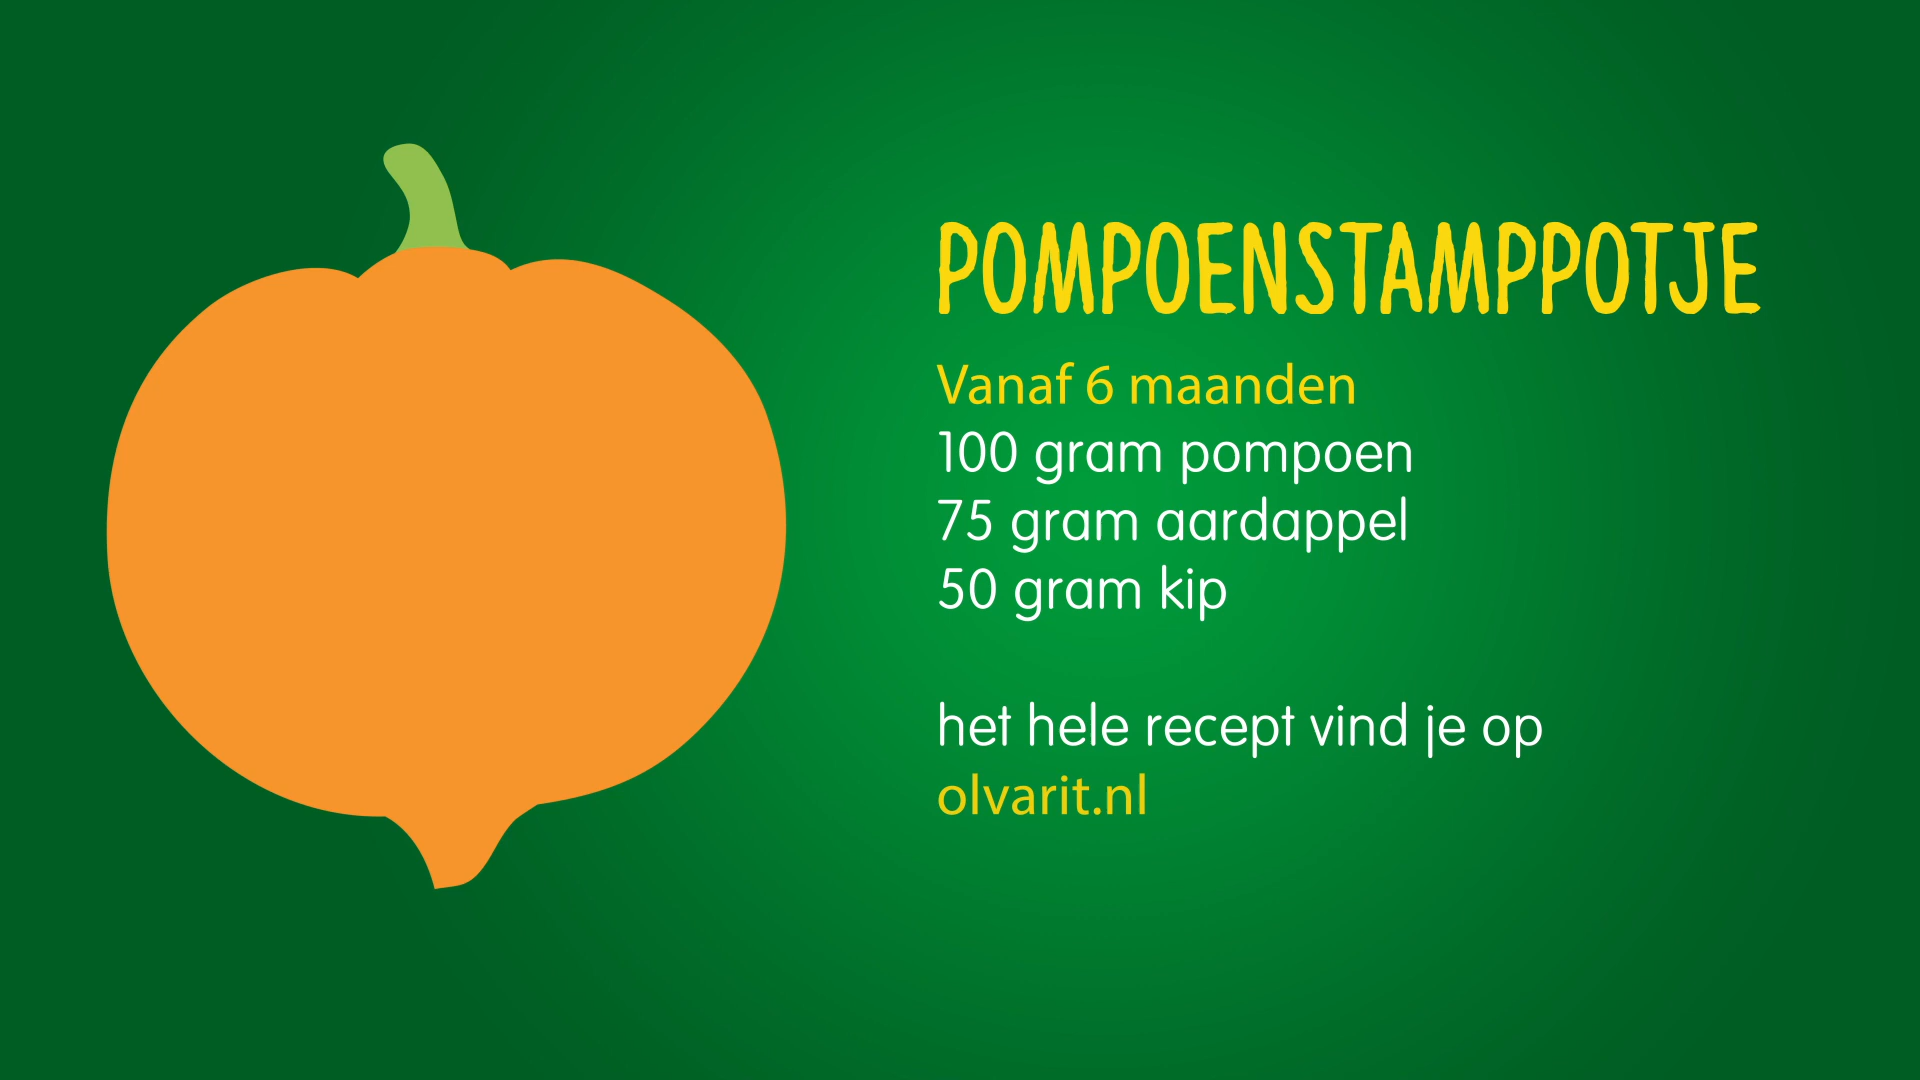 POMPOENSTAMPPOTJE
Vanaf 6 maanden
100 gram pompoen
75 gram aardappel
50 gram kip
het hele recept vind je op
olvarit.nl